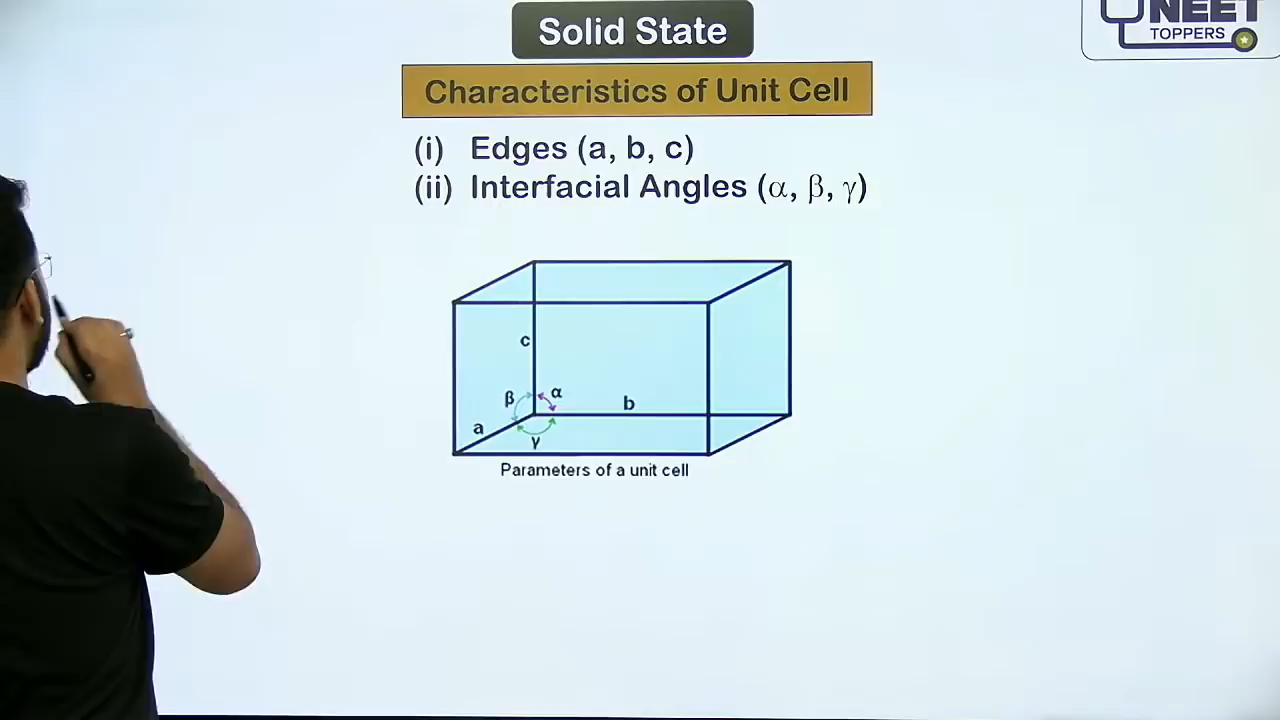 Solid State
NEET
TOPPERS
Characteristics of Unit Cell
(i) Edges (a, b, c)
(ii) Interfacial Angles (α, β, γ)
c
β
α
b
a
γ
Parameters of a unit cell